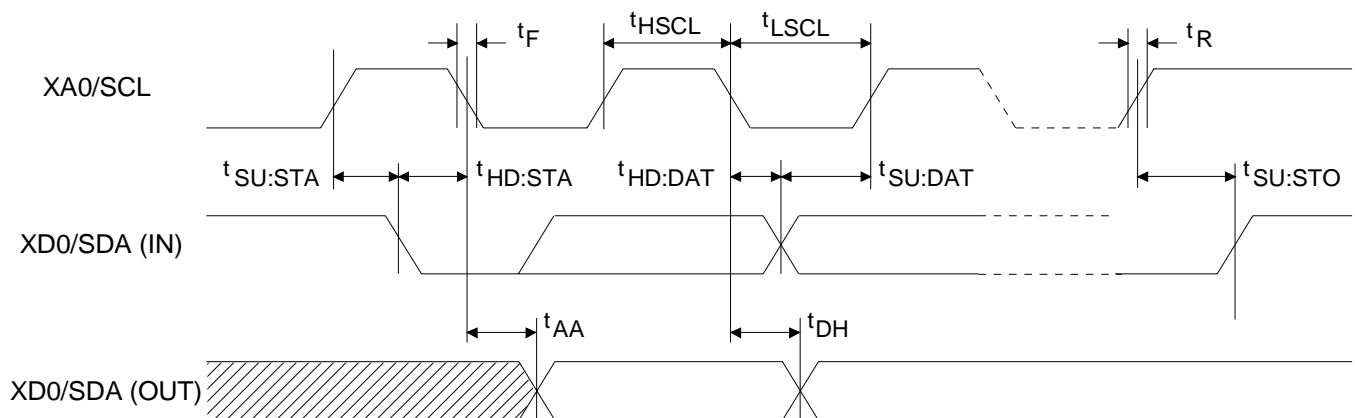 tF
tHSCL
tLSCL
tR
XA0/SCL
tSU:STA
tHD:STA
tHD:DAT
tSU:DAT
tSU:STO
XD0/SDA (IN)
tAA
tDH
XD0/SDA (OUT)